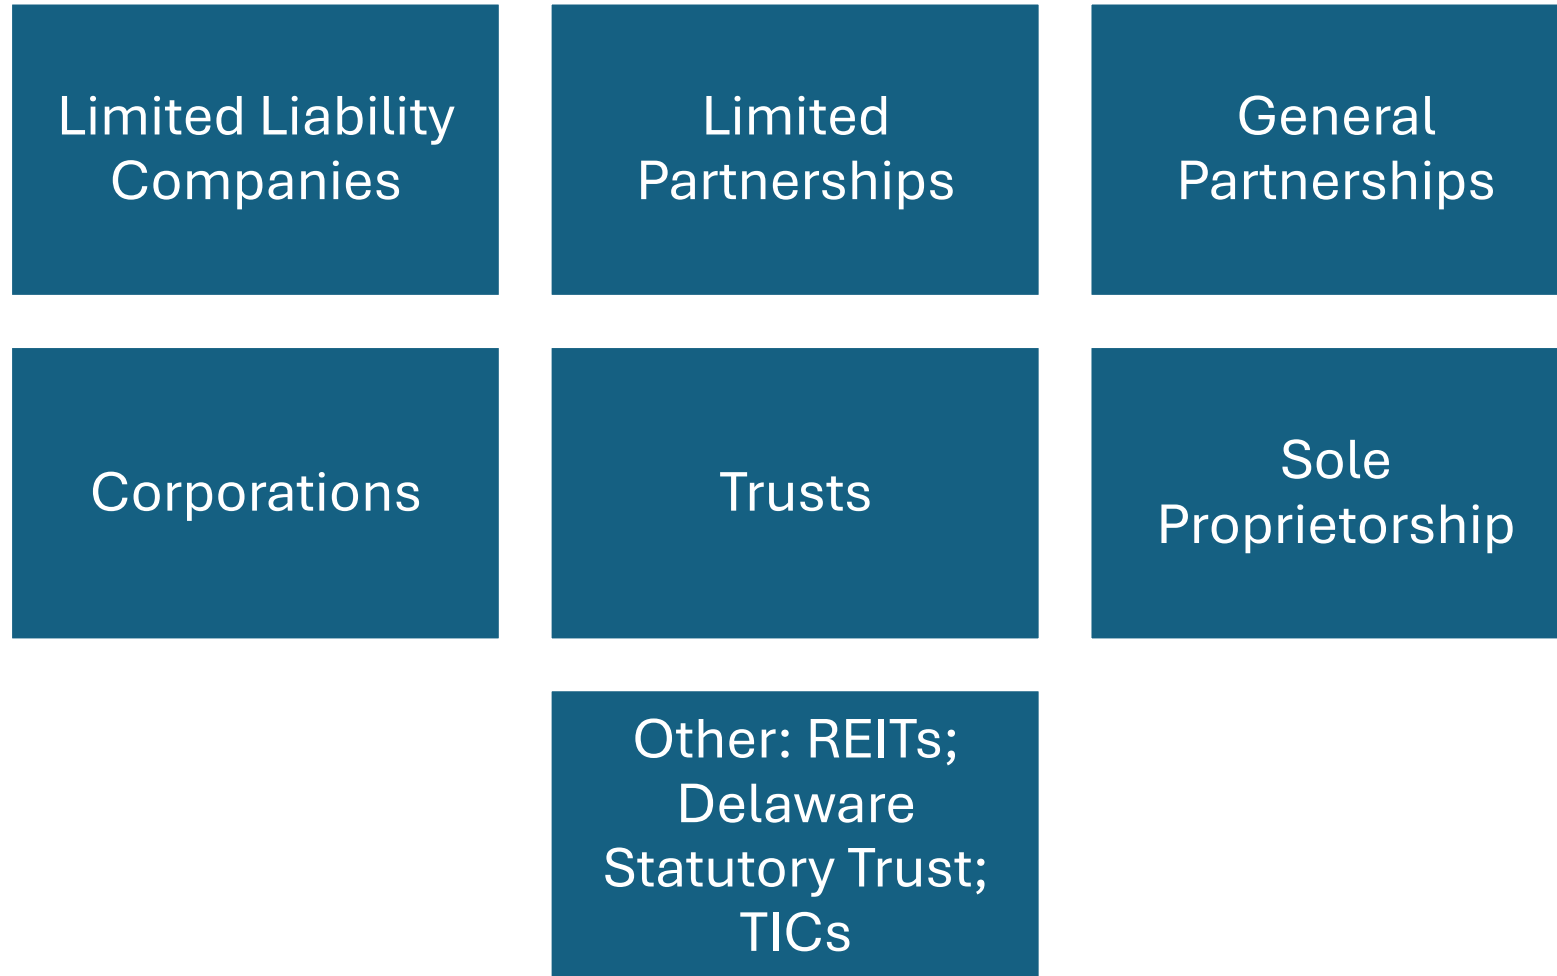 Limited Liability
Companies
Limited
Partnerships
General
Partnerships
Corporations
Trusts
Sole
Proprietorship
Other: REITs;
Delaware
Statutory Trust;
TICs